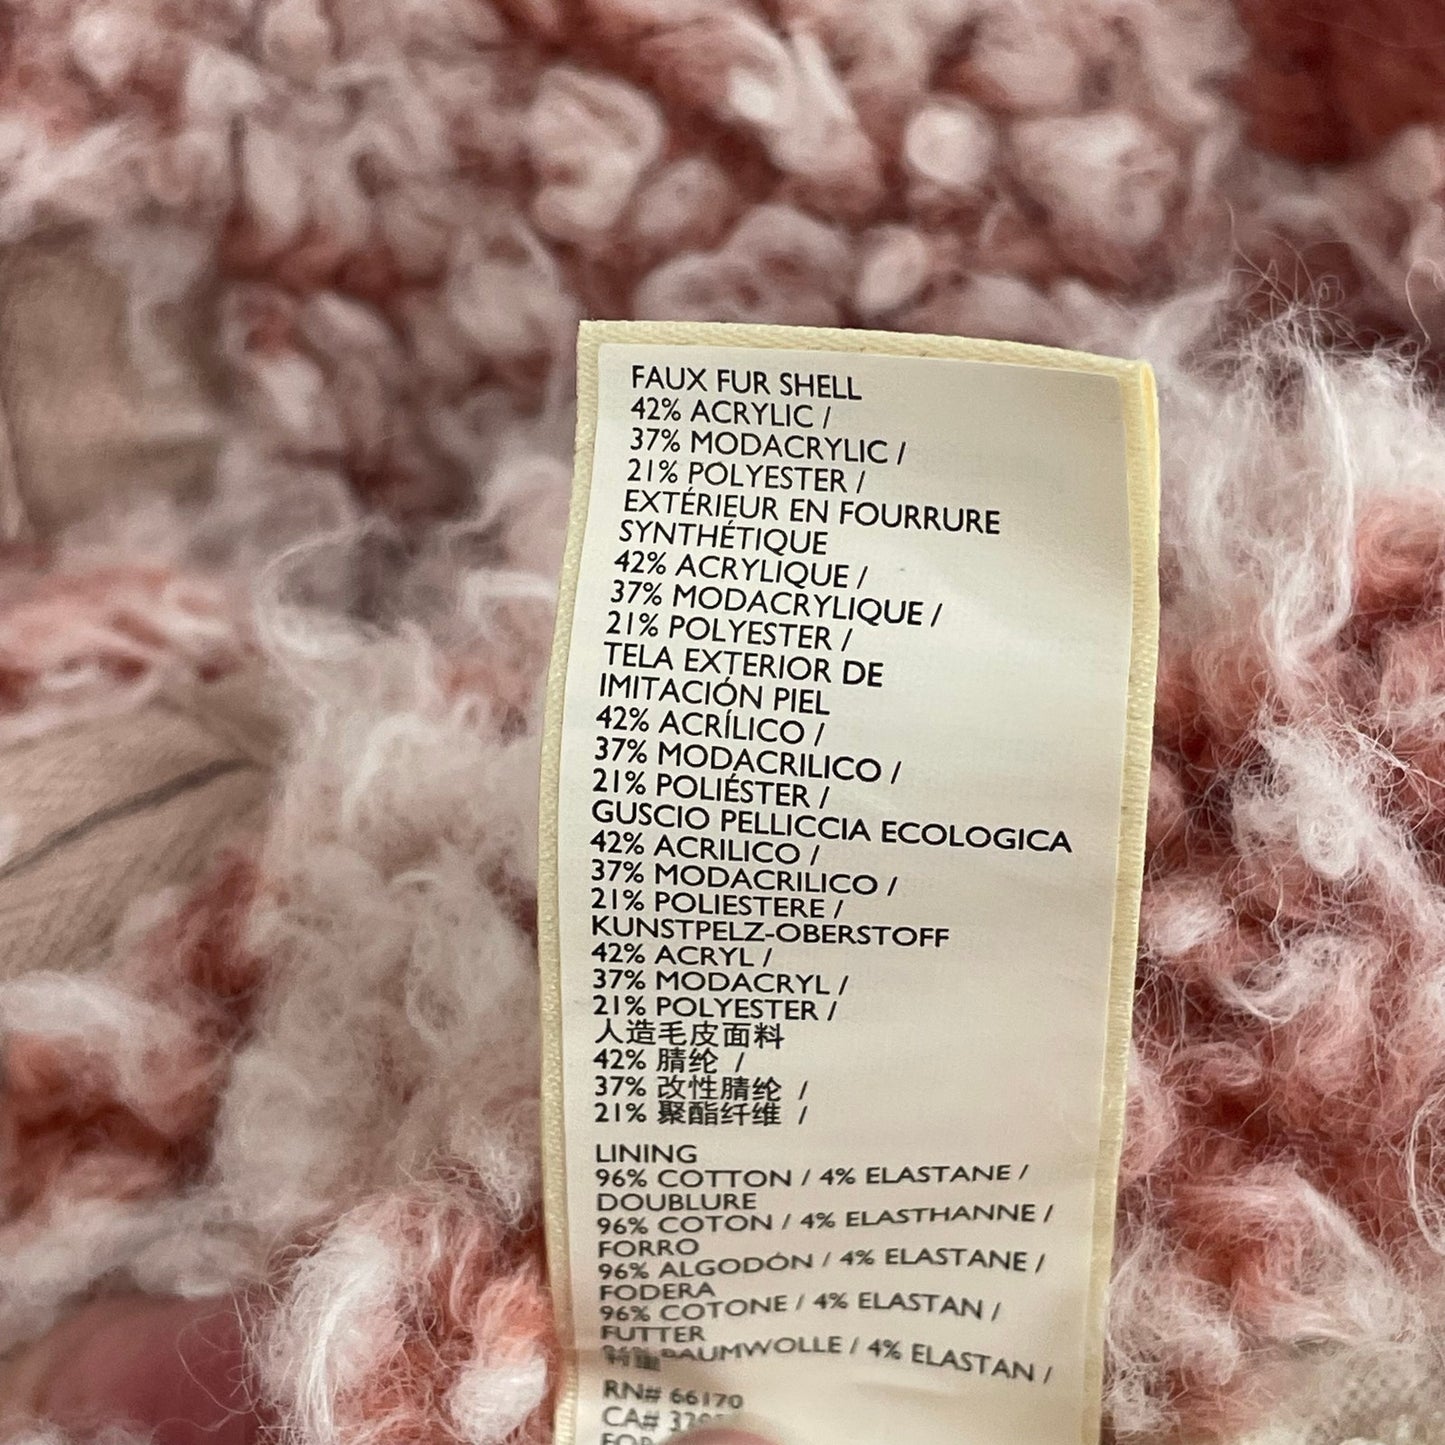 FAUX FUR SHELL
42% ACRYLIC /
37% MODACRYLIC /
21% POLYESTER /
EXTÉRIEUR EN FOURRURE
SYNTHÉTIQUE
42% ACRYLIQUE /
37% MODACRYLIQUE /
21% POLYESTER /
TELA EXTERIOR DE
IMITACIÓN PIEL
42% ACRÍLICO /
37% MODACRILICO /
21% POLIÉSTER /
GUSCIO PELLICCIA ECOLOGICA
42% ACRILICO /
37% MODACRILICO /
21% POLIESTERE /
KUNSTPELZ-OBERSTOFF
42% ACRYL /
37% MODACRYL /
21% POLYESTER /
人造毛皮面料
42% 腈纶 /
37% 改性腈纶 /
21% 聚酯纤维 /
LINING
96% COTTON / 4% ELASTANE /
DOUBLURE
96% COTON / 4% ELASTHANNE /
FORRO
96% ALGODÓN / 4% ELASTANE /
FODERA
96% COTONE / 4% ELASTAN /
FUTTER
96% BAUMWOLLE / 4% ELASTAN /
RN# 66170
CA#